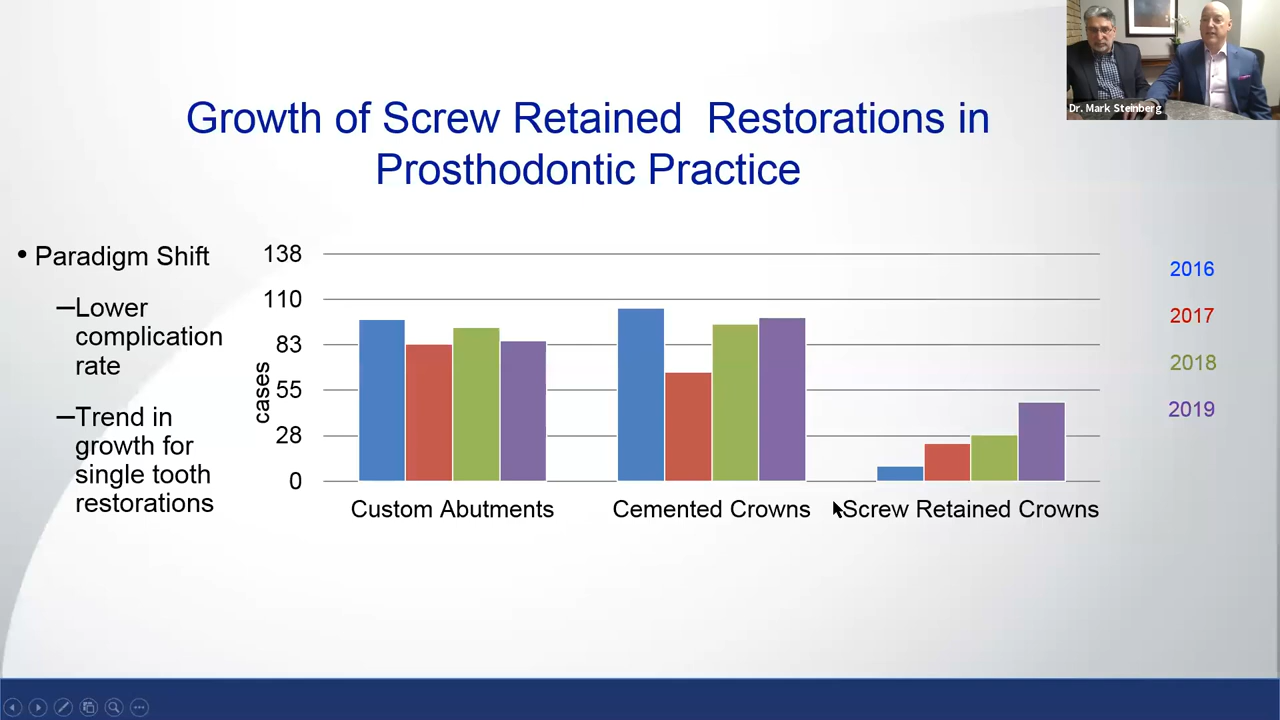 Dr. Mark Steinberg
Growth of Screw Retained  Restorations in
Prosthodontic Practice
• Paradigm Shift
–Lower
complication
rate
–Trend in
growth for
single tooth
restorations
cases
138
110
83
55
28
0
Custom Abutments
Cemented Crowns
Screw Retained Crowns
2016
2017
2018
2019